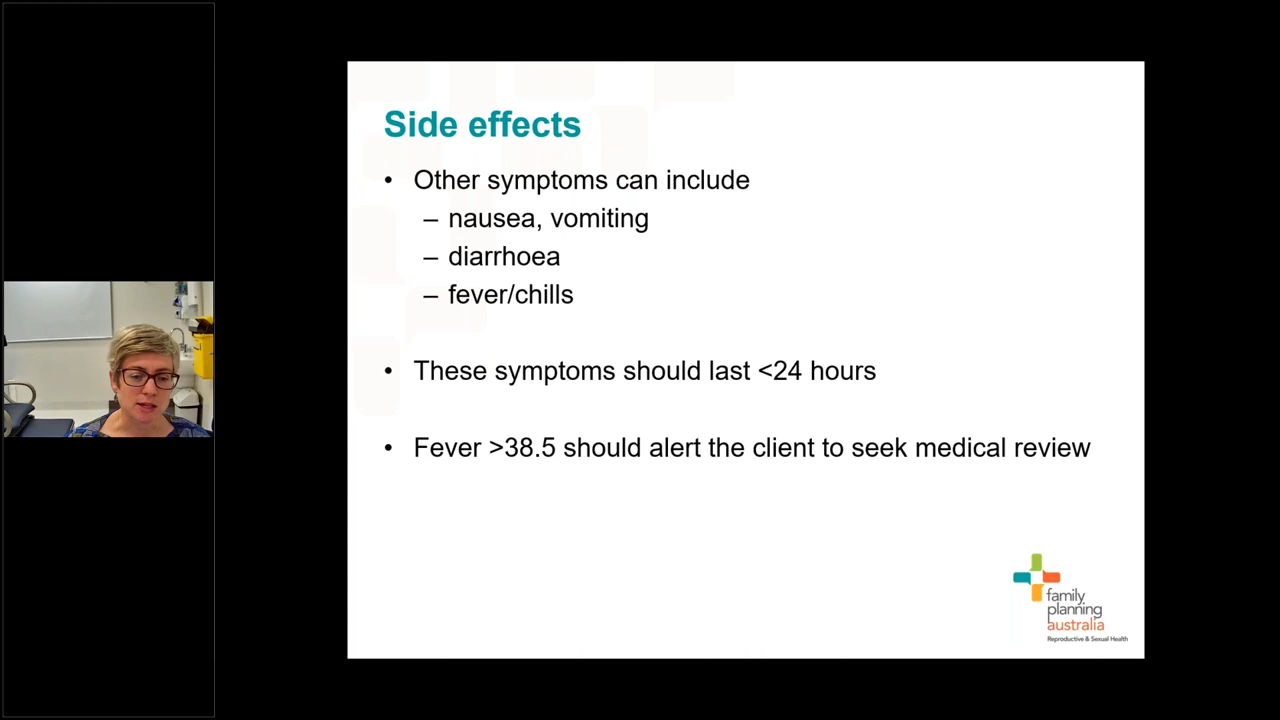 Side effects
• Other symptoms can include
– nausea, vomiting
– diarrhoea
– fever/chills
• These symptoms should last <24 hours
• Fever >38.5 should alert the client to seek medical review
family
planning
australia
Reproductive & Sexual Health